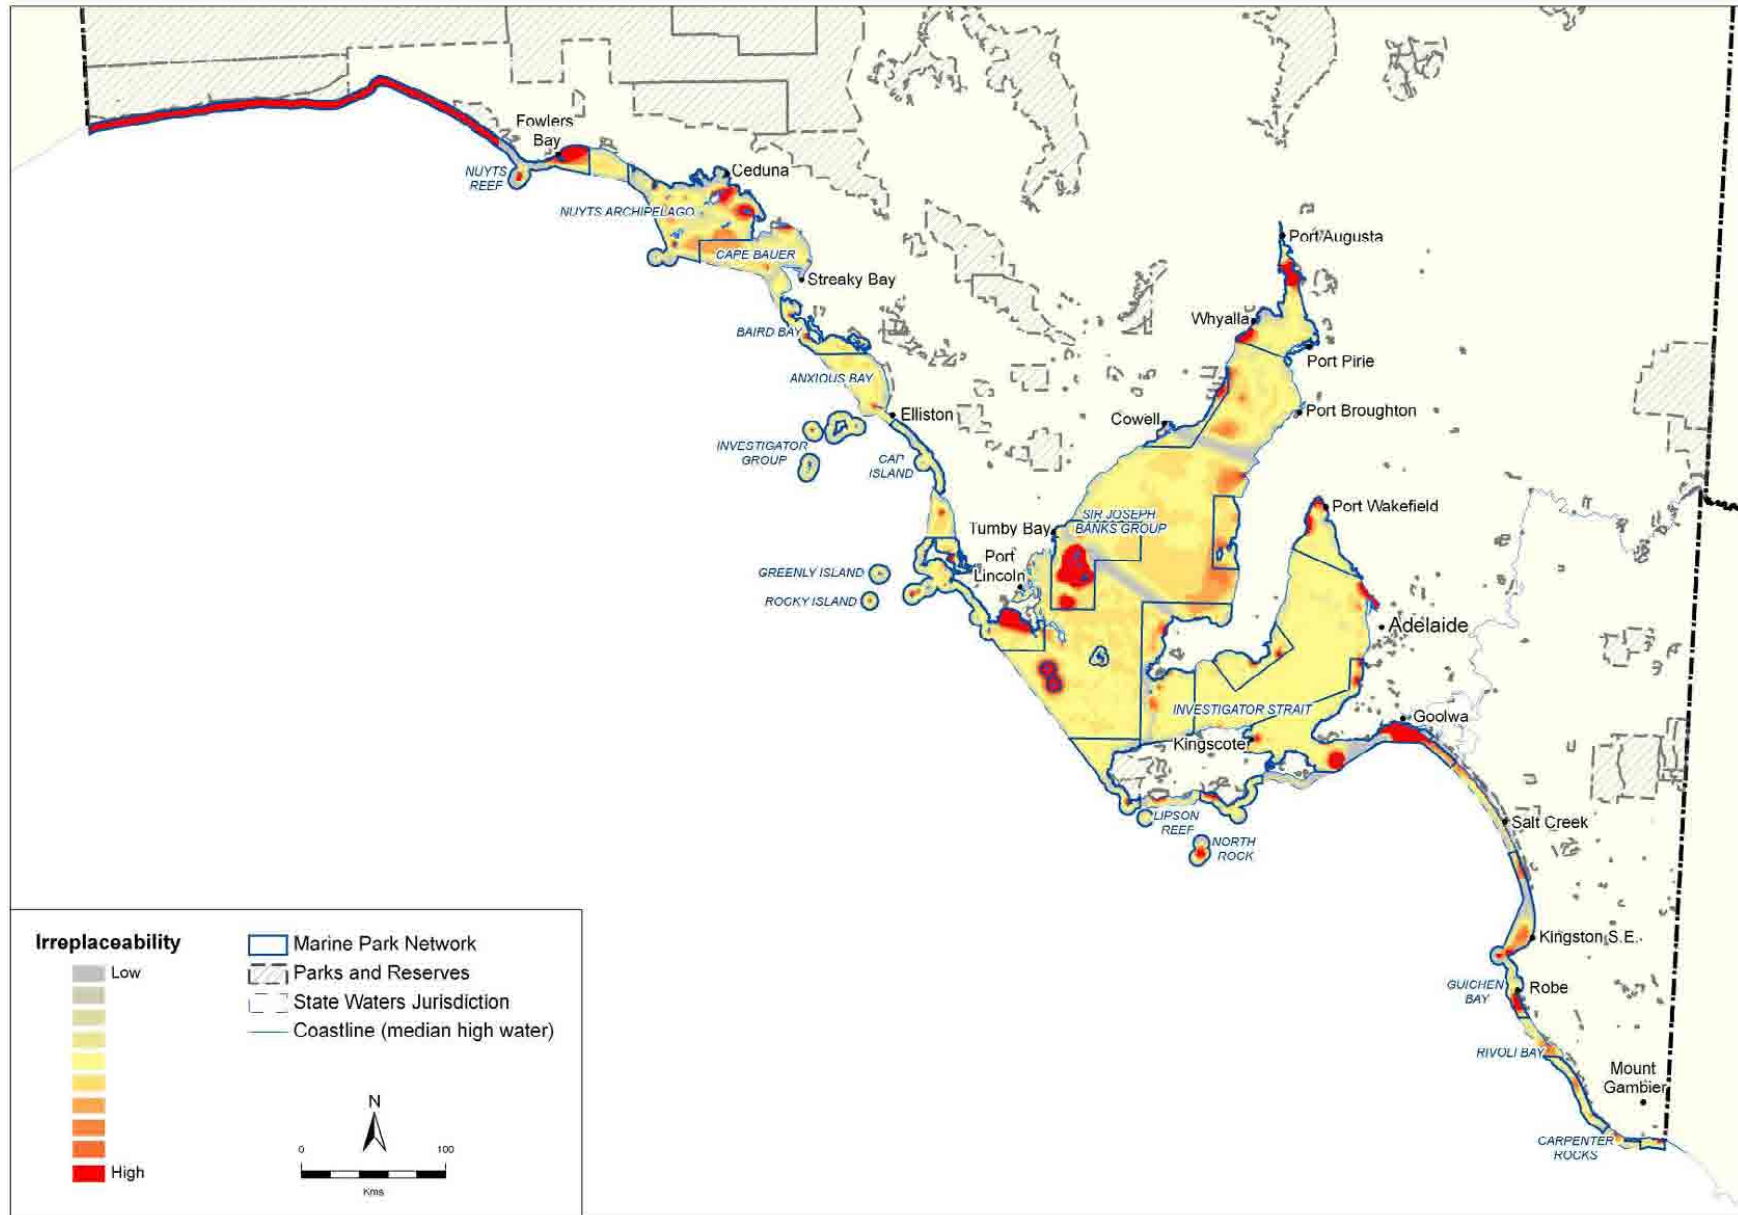 Fowlers
Bay
NUYTS
REEF
Ceduna
NUYTS ARCHIPELAGO
CAPE BAUER
Streaky Bay
Port Augusta
Whyalla
BAIRD BAY
Port Pirie
ANXIOUS BAY
Elliston
Cowell
Port Broughton
INVESTIGATOR
GROUP
CAP
ISLAND
Port Wakefield
SIR JOSEPH
BANKS GROUP
Tumby Bay
Port
Lincoln
GREENLY ISLAND
ROCKY ISLAND
Adelaide
INVESTIGATOR STRAIT
Goolwa
Kingscote
LIPSON
REEF
NORTH
ROCK
Salt Creek
Kingston S.E.
GUICHEN
BAY
Robe
RIVOLI BAY
Mount
Gambier
CARPENTER
ROCKS
Irreplaceability
Low
High
Marine Park Network
Parks and Reserves
State Waters Jurisdiction
Coastline (median high water)
N
0 100
Kms